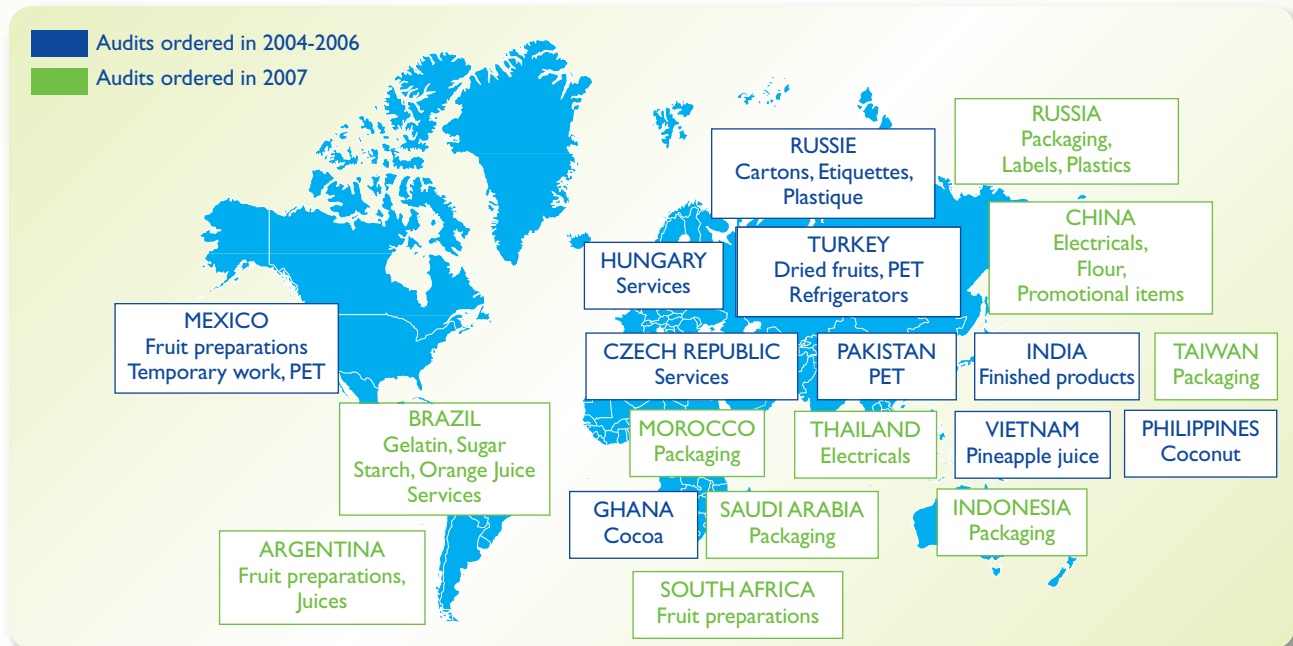 Audits ordered in 2004-2006
Audits ordered in 2007
RUSSIA
Packaging,
Labels, Plastics
RUSSIE
Cartons, Etiquettes,
Plastique
CHINA
Electricals,
Flour,
Promotional items
TURKEY
Dried fruits, PET
Refrigerators
HUNGARY
Services
MEXICO
Fruit preparations
Temporary work, PET
CZECH REPUBLIC
Services
PAKISTAN
PET
INDIA
Finished products
TAIWAN
Packaging
BRAZIL
Gelatin, Sugar
Starch, Orange Juice
Services
MOROCCO
Packaging
THAILAND
Electricals
VIETNAM
Pineapple juice
PHILIPPINES
Coconut
GHANA
Cocoa
SAUDI ARABIA
Packaging
INDONESIA
Packaging
ARGENTINA
Fruit preparations,
Juices
SOUTH AFRICA
Fruit preparations